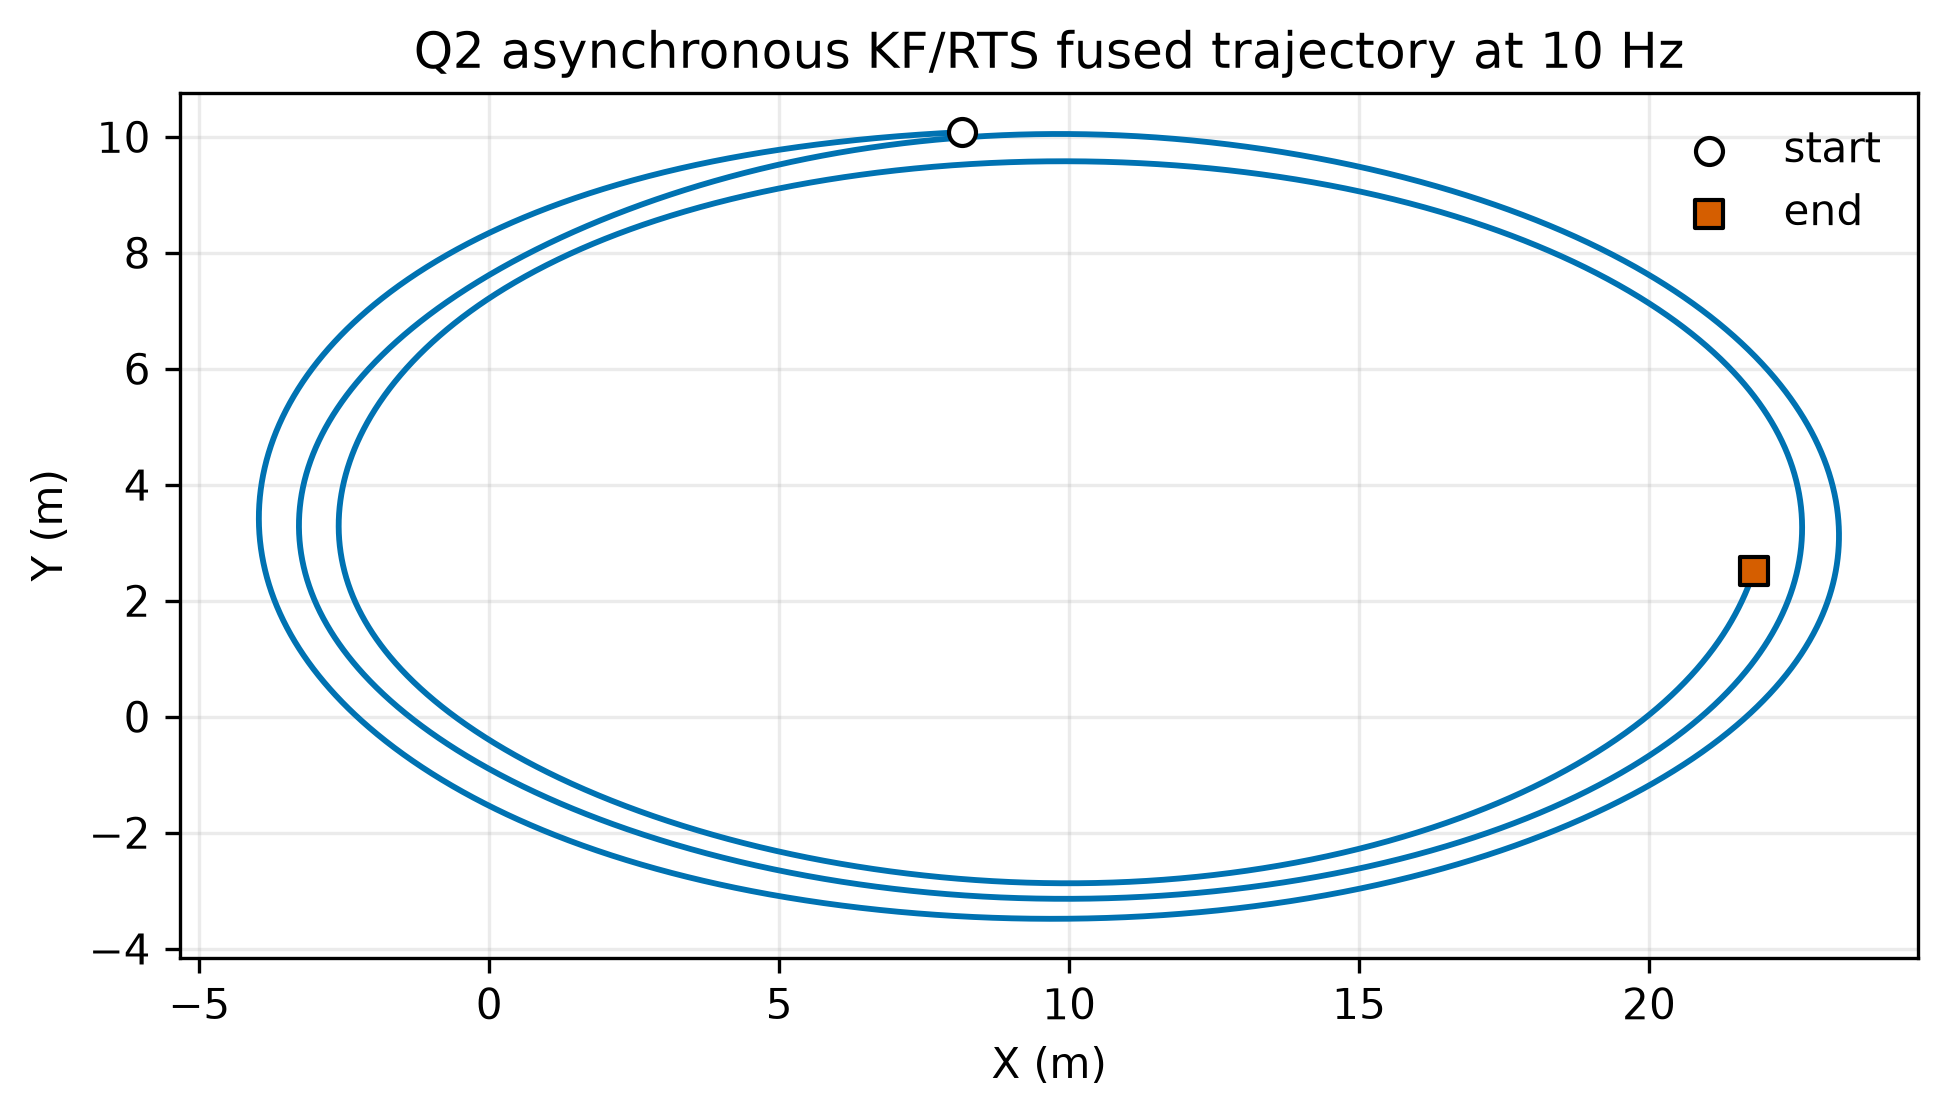 Q2 asynchronous KF/RTS fused trajectory at 10 Hz
start
end
10
8
6
4
2
0
−2
−4
Y (m)
−5 0 5 10 15 20
X (m)